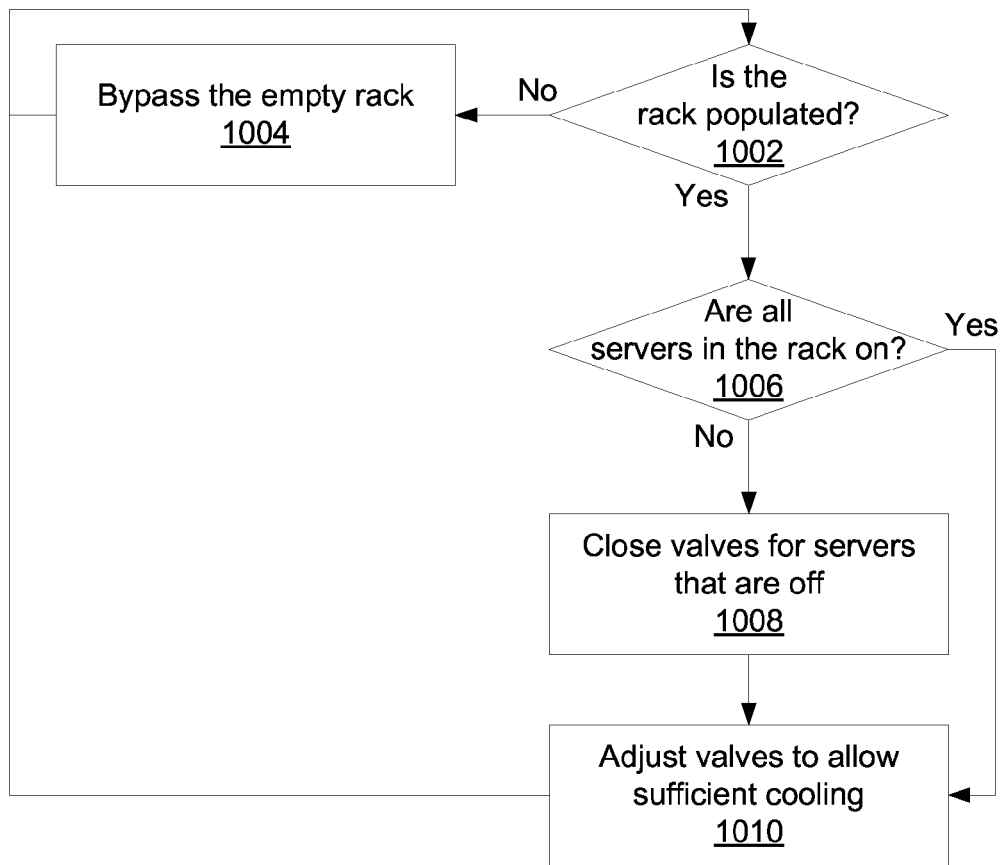 Is the
rack populated?
1002
No
Bypass the empty rack
1004
Yes
Are all
servers in the rack on?
1006
Yes
No
Close valves for servers
that are off
1008
Adjust valves to allow
sufficient cooling
1010